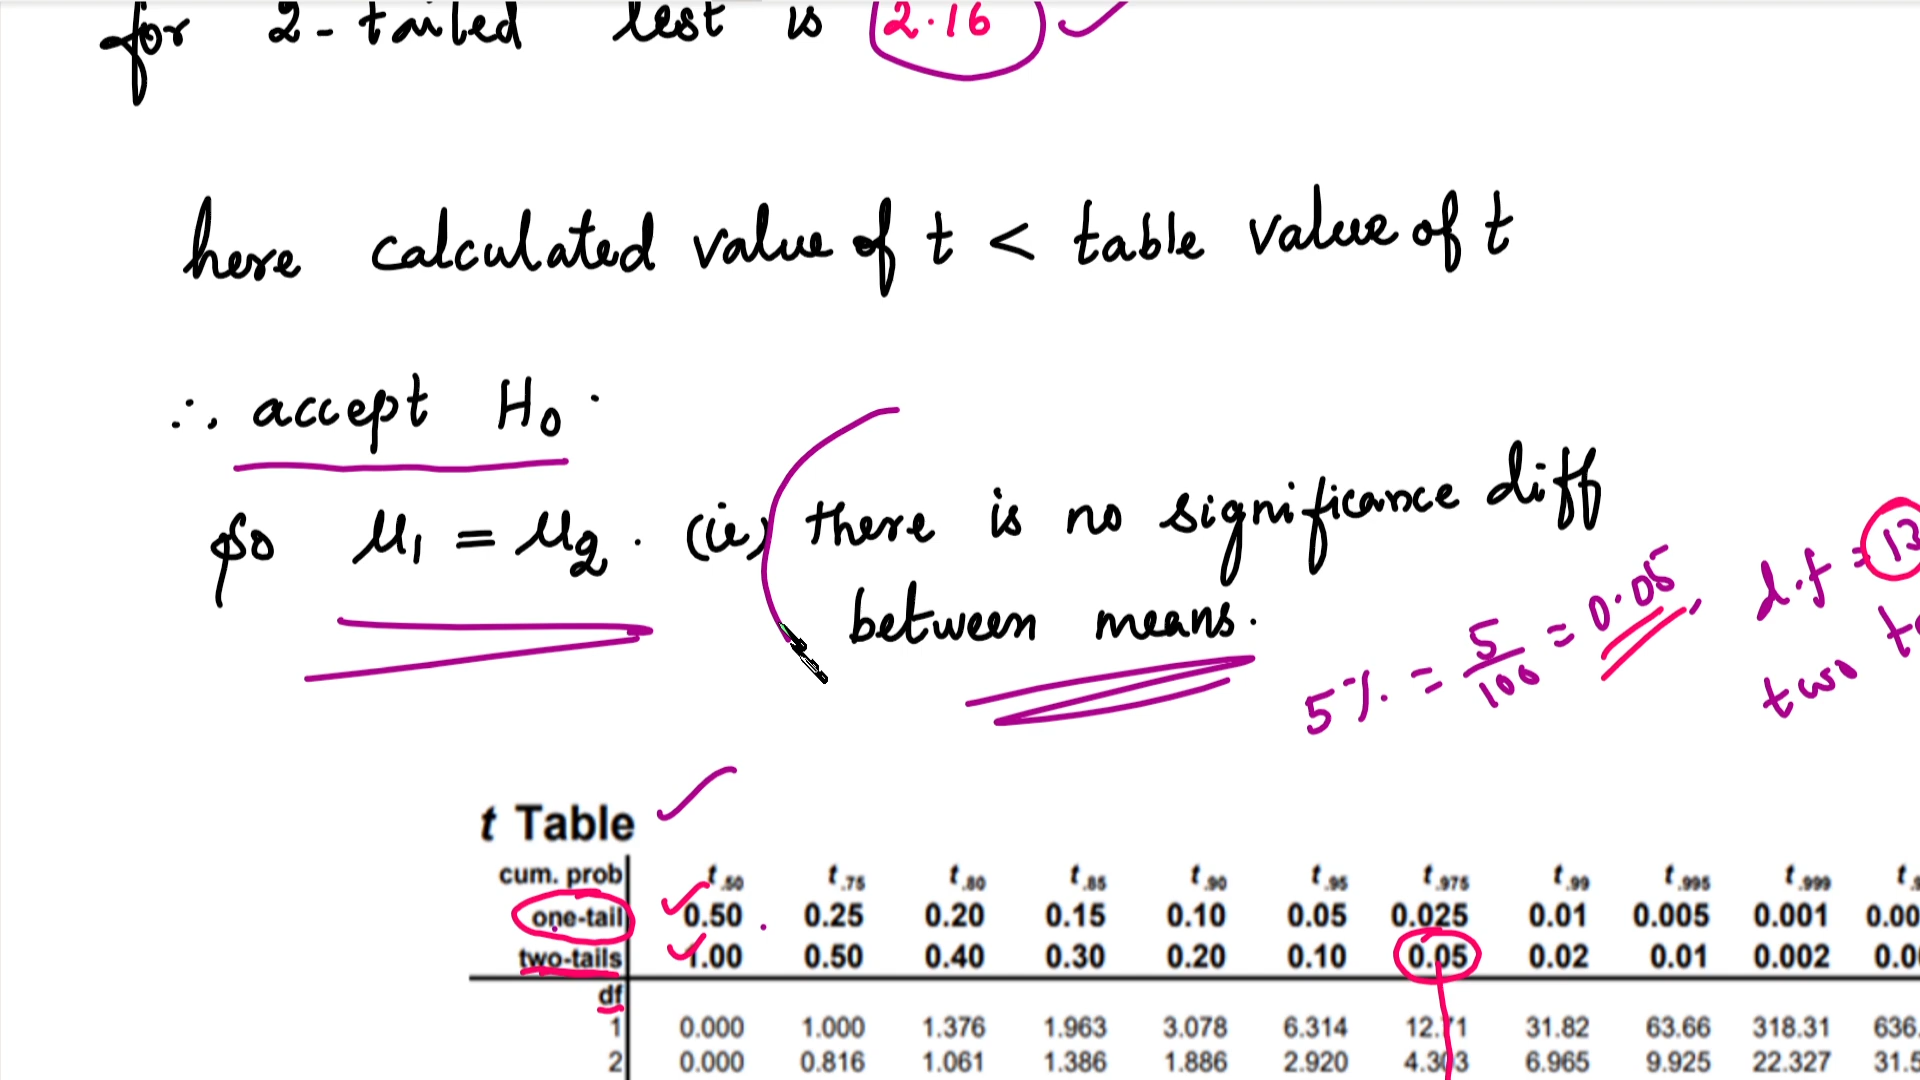 for 2-tailed test is 2.16
here calculated value of t < table value of t
∴, accept H₀.
so μ₁ = μ₂. (ie) there is no significance diff
between means.
5%. = 5/100 = 0.05, d.f = 13
two
t Table
cum. prob t.50 t.75 t.80 t.85 t.90 t.95 t.975 t.99 t.995 t.999
one-tail 0.50 0.25 0.20 0.15 0.10 0.05 0.025 0.01 0.005 0.001 0.00
two-tails 1.00 0.50 0.40 0.30 0.20 0.10 0.05 0.02 0.01 0.002 0.0
df
1 0.000 1.000 1.376 1.963 3.078 6.314 12.71 31.82 63.66 318.31 636.
2 0.000 0.816 1.061 1.386 1.886 2.920 4.303 6.965 9.925 22.327 31.5